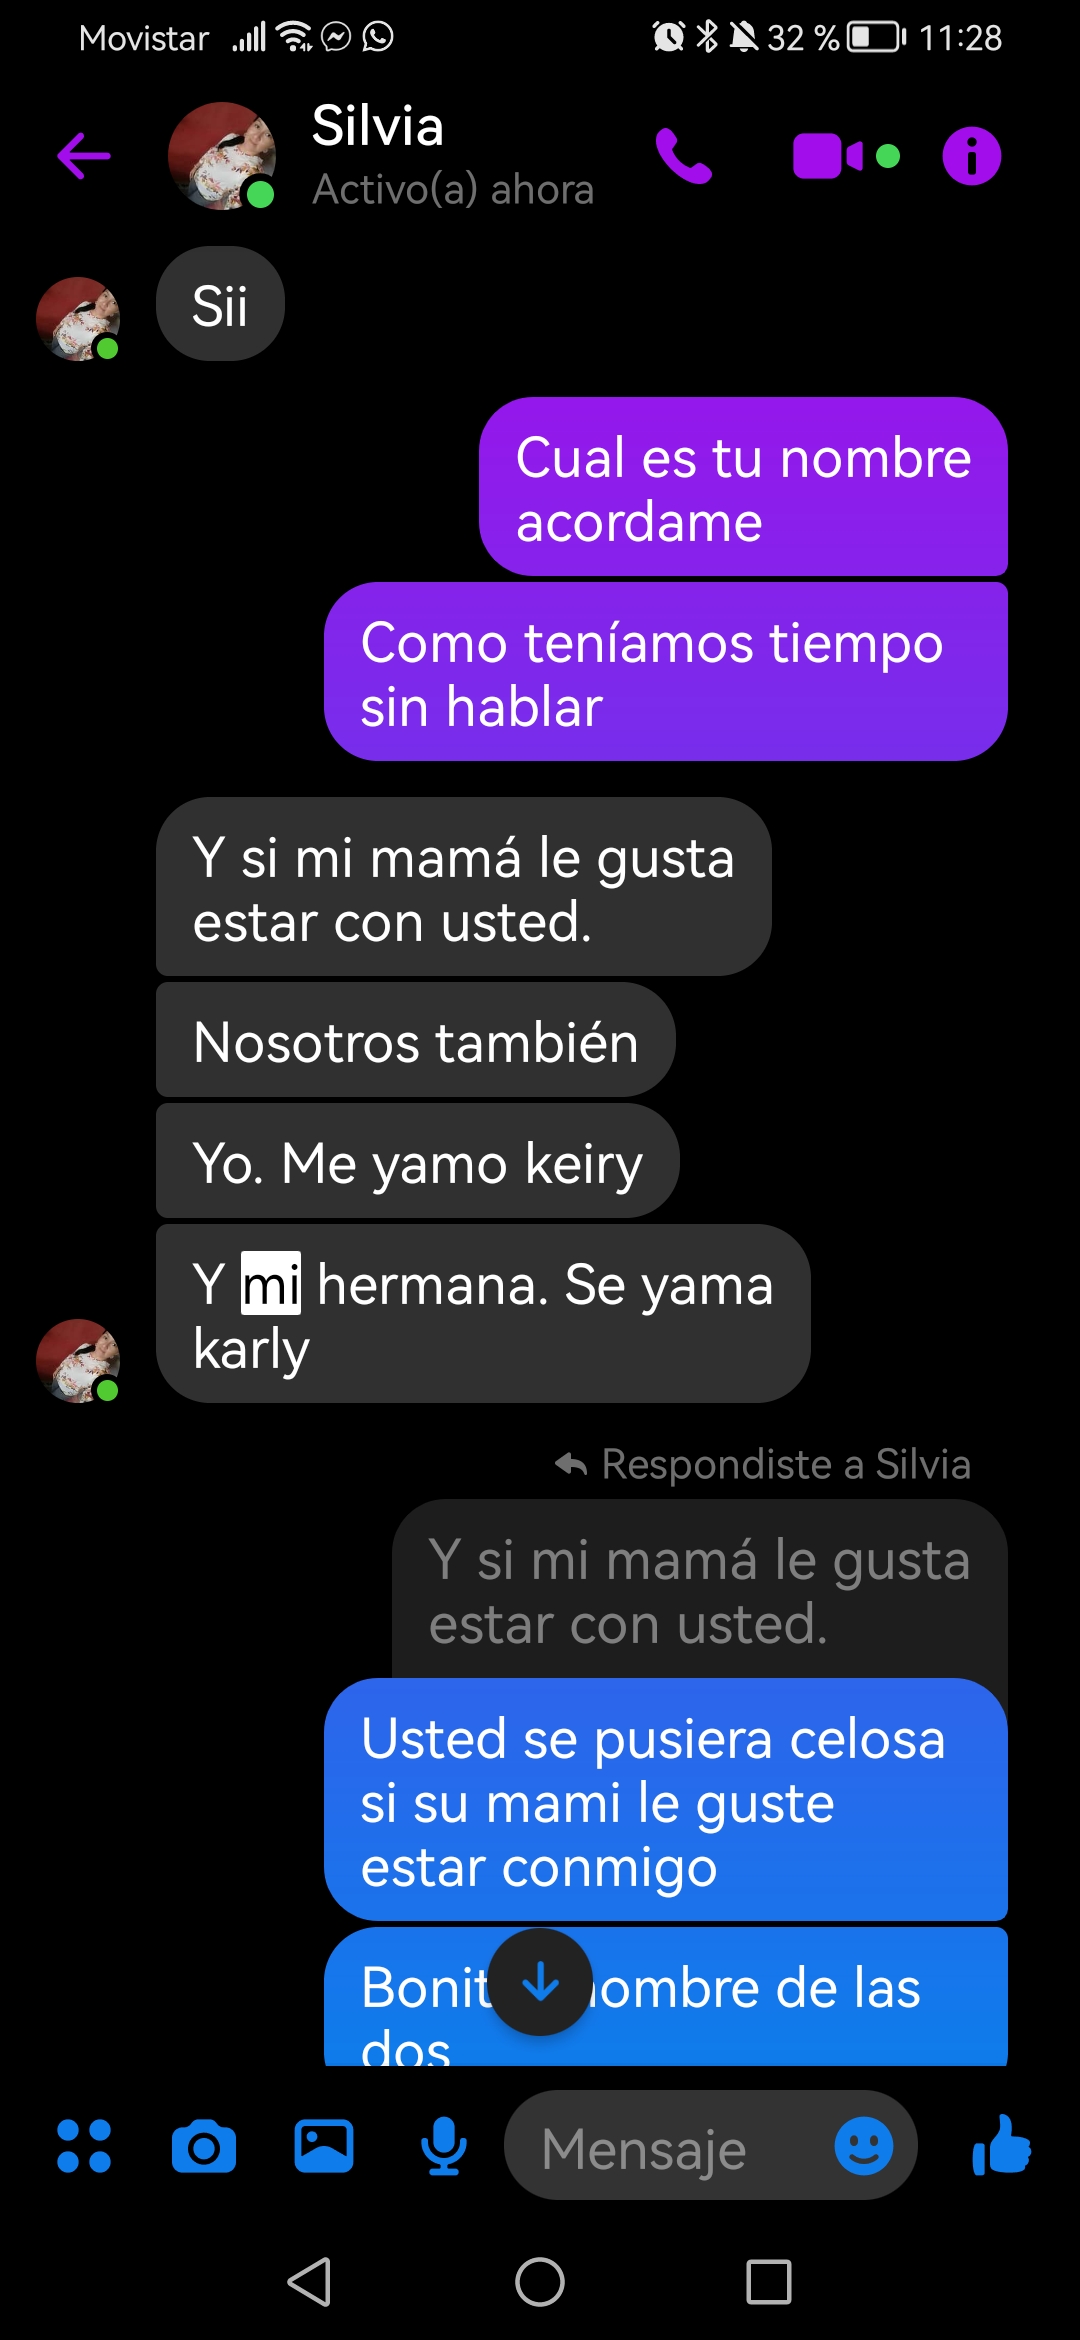 Movistar
32 %
11:28
Silvia
Activo(a) ahora
Sii
Cual es tu nombre
acordame
Como teníamos tiempo
sin hablar
Y si mi mamá le gusta
estar con usted.
Nosotros también
Yo. Me yamo keiry
Y mi hermana. Se yama
karly
Respondiste a Silvia
Y si mi mamá le gusta
estar con usted.
Usted se pusiera celosa
si su mami le guste
estar conmigo
de las
dos
Mensaje